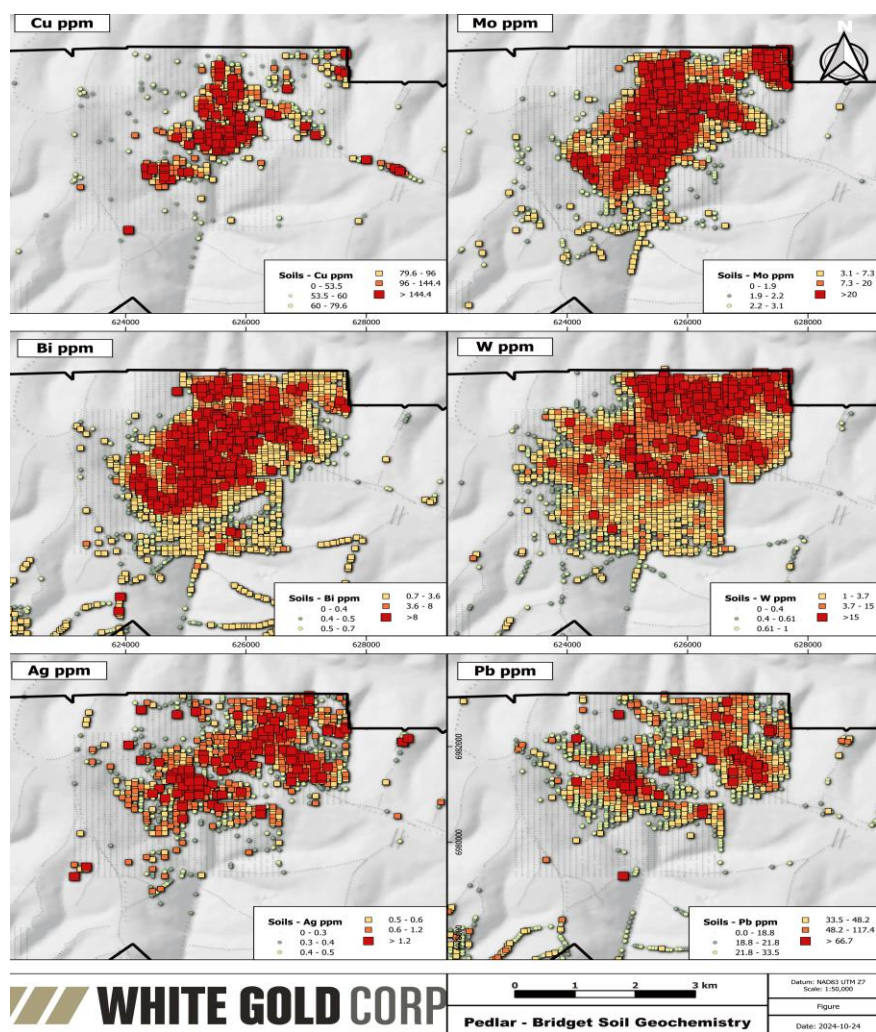 Cu ppm
Mo ppm
N
Soils - Cu ppm
0 - 53.5
53.5 - 60
60 - 79.6
79.6 - 96
96 - 144.4
> 144.4
Soils - Mo ppm
0 - 1.9
1.9 - 2.2
2.2 - 3.1
3.1 - 7.3
7.3 - 20
>20
624000
626000
628000
624000
626000
628000
Bi ppm
W ppm
Soils - Bi ppm
0 - 0.4
0.4 - 0.5
0.5 - 0.7
0.7 - 3.6
3.6 - 8
>8
Soils - W ppm
0 - 0.4
0.4 - 0.61
0.61 - 1
1 - 3.7
3.7 - 15
>15
624000
626000
628000
624000
626000
628000
Ag ppm
Pb ppm
6982000
6980000
Soils - Ag ppm
0 - 0.3
0.3 - 0.4
0.4 - 0.5
0.5 - 0.6
0.6 - 1.2
> 1.2
Soils - Pb ppm
0.0 - 18.8
18.8 - 21.8
21.8 - 33.5
33.5 - 48.2
48.2 - 117.4
> 66.7
WHITE GOLD CORP
0 1 2 3 km
Pedlar - Bridget Soil Geochemistry
Datum: NAD83 UTM Z7
Scale: 1:50,000
Figure
Date: 2024-10-24